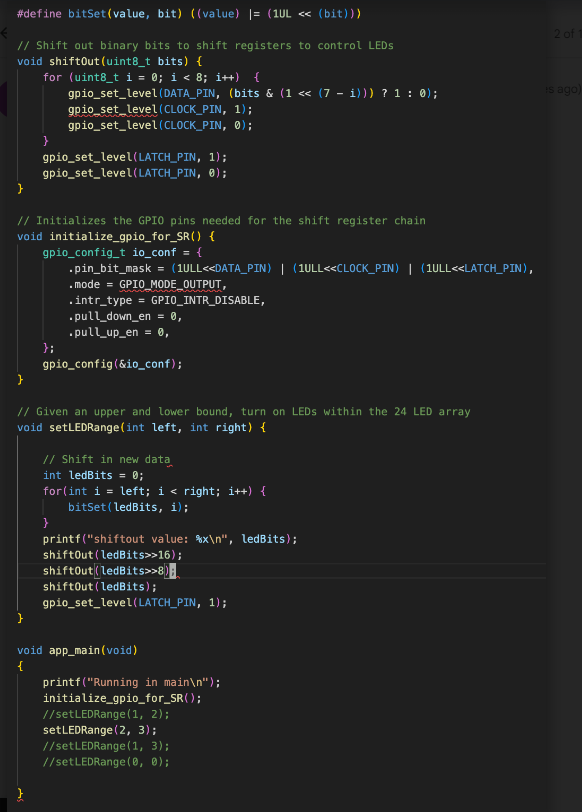 #define bitSet(value, bit) ((value) |= (1UL << (bit)))
// Shift out binary bits to shift registers to control LEDs
void shiftOut(uint8_t bits) {
    for (uint8_t i = 0; i < 8; i++)  {
        gpio_set_level(DATA_PIN, (bits & (1 << (7 - i))) ? 1 : 0);
        gpio_set_level(CLOCK_PIN, 1);
        gpio_set_level(CLOCK_PIN, 0);
    }
    gpio_set_level(LATCH_PIN, 1);
    gpio_set_level(LATCH_PIN, 0);
}
// Initializes the GPIO pins needed for the shift register chain
void initialize_gpio_for_SR() {
    gpio_config_t io_conf = {
        .pin_bit_mask = (1ULL<<DATA_PIN) | (1ULL<<CLOCK_PIN) | (1ULL<<LATCH_PIN),
        .mode = GPIO_MODE_OUTPUT,
        .intr_type = GPIO_INTR_DISABLE,
        .pull_down_en = 0,
        .pull_up_en = 0,
    };
    gpio_config(&io_conf);
}
// Given an upper and lower bound, turn on LEDs within the 24 LED array
void setLEDRange(int left, int right) {
    // Shift in new data
    int ledBits = 0;
    for(int i = left; i < right; i++) {
        bitSet(ledBits, i);
    }
    printf("shiftout value: %x\n", ledBits);
    shiftOut(ledBits>>16);
    shiftOut(ledBits>>8);
    shiftOut(ledBits);
    gpio_set_level(LATCH_PIN, 1);
}
void app_main(void)
{
    printf("Running in main\n");
    initialize_gpio_for_SR();
    //setLEDRange(1, 2);
    setLEDRange(2, 3);
    //setLEDRange(1, 3);
    //setLEDRange(0, 0);
}
2 of
ago)